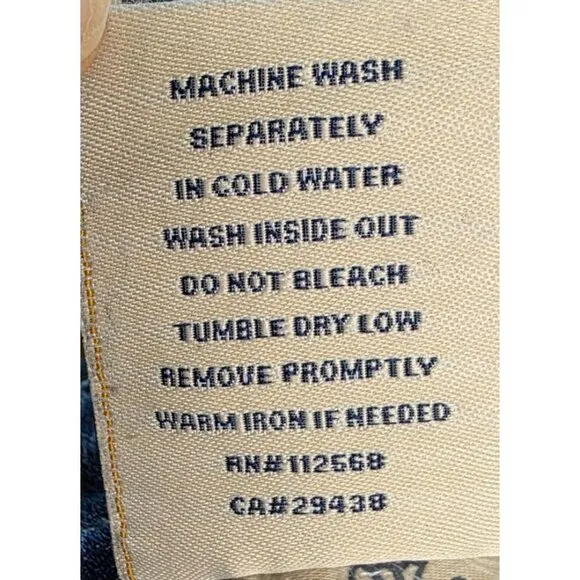 MACHINE WASH
SEPARATELY
IN COLD WATER
WASH INSIDE OUT
DO NOT BLEACH
TUMBLE DRY LOW
REMOVE PROMPTLY
WARM IRON IF NEEDED
RN#112568
CA#29438